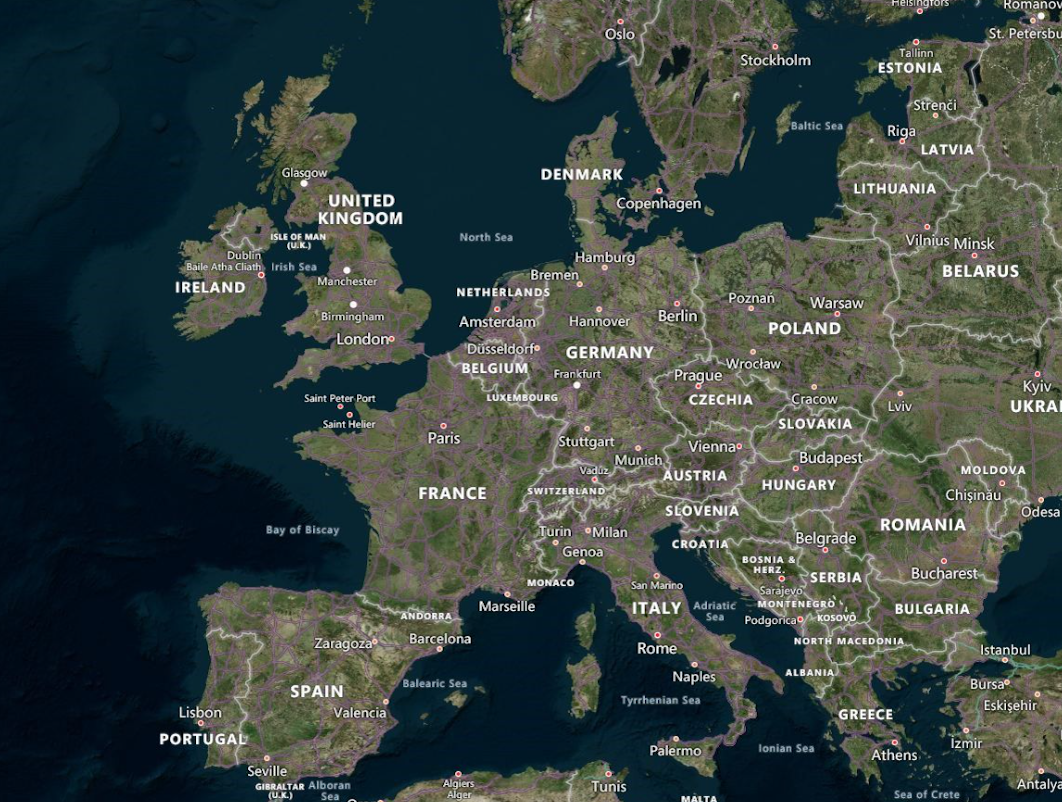 Helsingfors
Romanov
St. Petersbu
Oslo
Stockholm
Tallinn
ESTONIA
Strenči
Baltic Sea
Riga
LATVIA
Glasgow
DENMARK
LITHUANIA
UNITED
KINGDOM
Copenhagen
ISLE OF MAN
(U.K.)
North Sea
Vilnius
Minsk
Dublin
Baile Atha Cliath
Irish Sea
Hamburg
BELARUS
IRELAND
Manchester
Bremen
NETHERLANDS
Poznań
Warsaw
Birmingham
Amsterdam
Hannover
Berlin
POLAND
London
Düsseldorf
GERMANY
BELGIUM
Frankfurt
Wrocław
Prague
Kyiv
LUXEMBOURG
CZECHIA
Cracow
Lviv
UKRAI
Saint Peter Port
Saint Helier
SLOVAKIA
Paris
Stuttgart
Vienna
Munich
Budapest
Vaduz
MOLDOVA
AUSTRIA
HUNGARY
FRANCE
SWITZERLAND
Chișinău
SLOVENIA
Odesa
Bay of Biscay
Turin
Milan
ROMANIA
CROATIA
Belgrade
Genoa
BOSNIA &
HERZ.
MONACO
San Marino
SERBIA
Bucharest
Sarajevo
Marseille
ITALY
Adriatic
Sea
MONTENEGRO
BULGARIA
ANDORRA
Podgorica
KOSOVO
Zaragoza
Barcelona
Rome
NORTH MACEDONIA
Istanbul
Naples
ALBANIA
Balearic Sea
Bursa
SPAIN
Tyrrhenian Sea
Eskişehir
Lisbon
Valencia
GREECE
PORTUGAL
Palermo
Ionian Sea
Athens
İzmir
Seville
GIBRALTAR
(U.K.)
Alboran
Sea
Algiers
Alger
Tunis
Antalya
MALTA
Sea of Crete